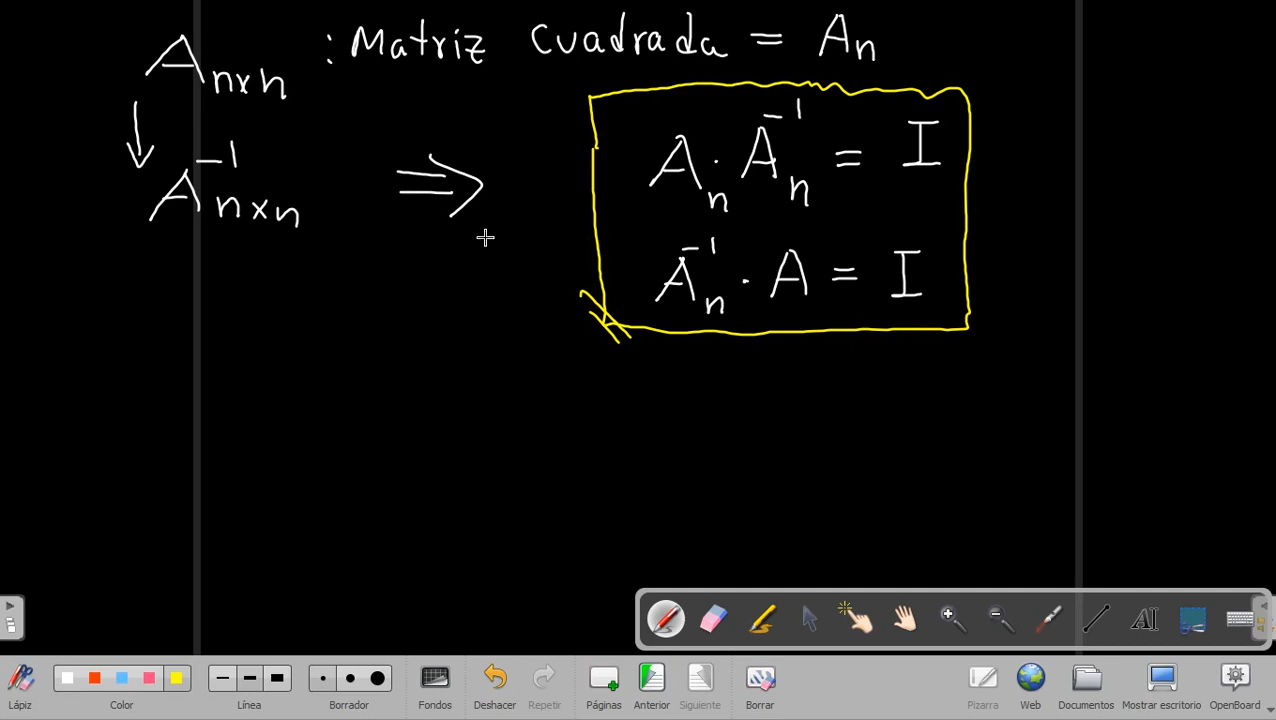 Aₙₓₙ : Matriz cuadrada = Aₙ
A⁻¹ₙₓₙ ⇒ Aₙ · A⁻¹ₙ = I
A⁻¹ₙ · A = I
AI
Lápiz Color Línea Borrador Fondos Deshacer Repetir Páginas Anterior Siguiente Borrar Pizarra Web Documentos Mostrar escritorio OpenBoard